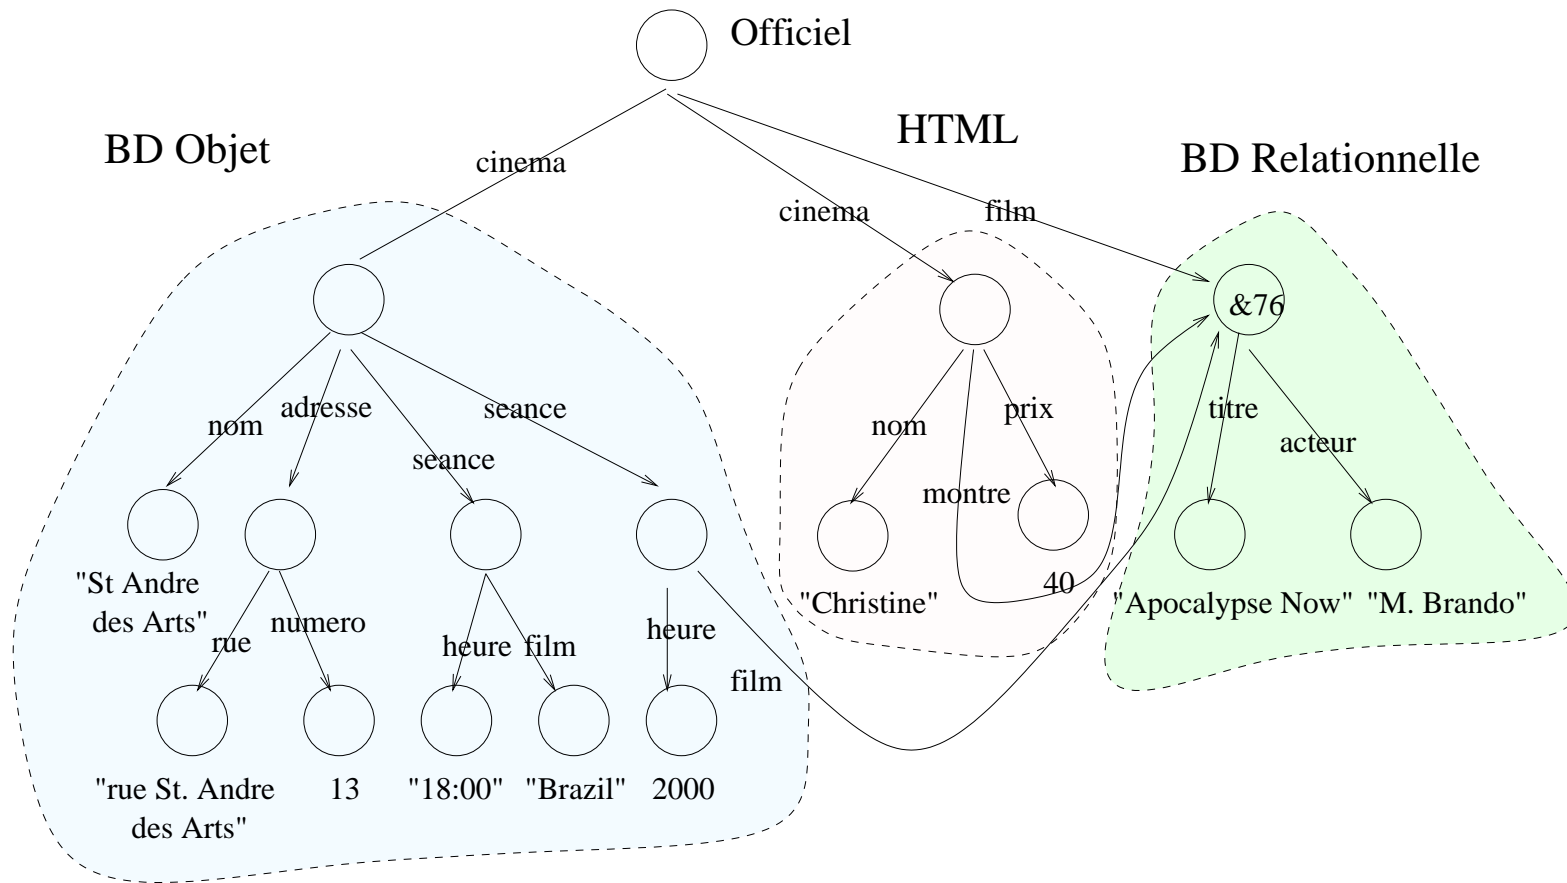 Officiel
BD Objet
HTML
BD Relationnelle
cinema
cinema
film
&76
nom
adresse
seance
seance
nom
montre
prix
titre
acteur
"St Andre
des Arts"
rue
numero
heure
film
heure
film
"Christine"
40
"Apocalypse Now"
"M. Brando"
"rue St. Andre
des Arts"
13
"18:00"
"Brazil"
2000